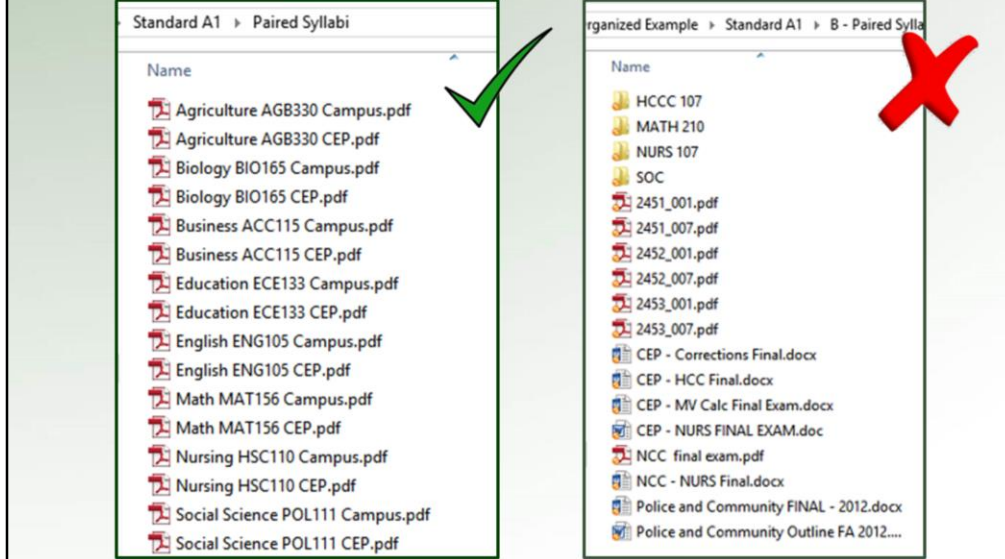 Standard A1 ▸ Paired Syllabi
Name
Agriculture AGB330 Campus.pdf
Agriculture AGB330 CEP.pdf
Biology BIO165 Campus.pdf
Biology BIO165 CEP.pdf
Business ACC115 Campus.pdf
Business ACC115 CEP.pdf
Education ECE133 Campus.pdf
Education ECE133 CEP.pdf
English ENG105 Campus.pdf
English ENG105 CEP.pdf
Math MAT156 Campus.pdf
Math MAT156 CEP.pdf
Nursing HSC110 Campus.pdf
Nursing HSC110 CEP.pdf
Social Science POL111 Campus.pdf
Social Science POL111 CEP.pdf
rganized Example ▸ Standard A1 ▸ B - Paired Sylla
Name
HCCC 107
MATH 210
NURS 107
SOC
2451_001.pdf
2451_007.pdf
2452_001.pdf
2452_007.pdf
2453_001.pdf
2453_007.pdf
CEP - Corrections Final.docx
CEP - HCC Final.docx
CEP - MV Calc Final Exam.docx
CEP - NURS FINAL EXAM.doc
NCC  final exam.pdf
NCC - NURS Final.docx
Police and Community FINAL - 2012.docx
Police and Community Outline FA 2012....